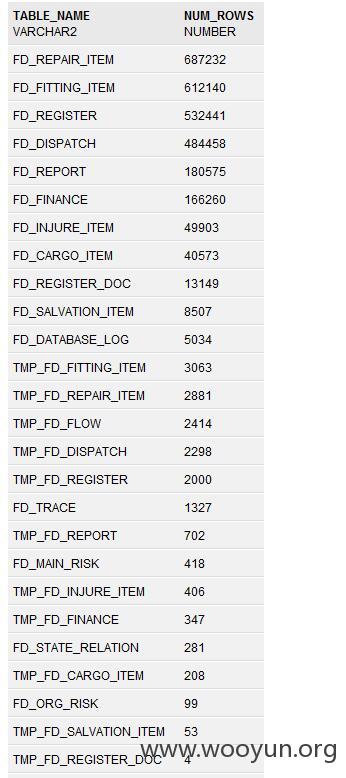 TABLE_NAME NUM_ROWS
VARCHAR2 NUMBER
FD_REPAIR_ITEM 687232
FD_FITTING_ITEM 612140
FD_REGISTER 532441
FD_DISPATCH 484458
FD_REPORT 180575
FD_FINANCE 166260
FD_INJURE_ITEM 49903
FD_CARGO_ITEM 40573
FD_REGISTER_DOC 13149
FD_SALVATION_ITEM 8507
FD_DATABASE_LOG 5034
TMP_FD_FITTING_ITEM 3063
TMP_FD_REPAIR_ITEM 2881
TMP_FD_FLOW 2414
TMP_FD_DISPATCH 2298
TMP_FD_REGISTER 2000
FD_TRACE 1327
TMP_FD_REPORT 702
FD_MAIN_RISK 418
TMP_FD_INJURE_ITEM 406
TMP_FD_FINANCE 347
FD_STATE_RELATION 281
TMP_FD_CARGO_ITEM 208
FD_ORG_RISK 99
TMP_FD_SALVATION_ITEM 53
TMP_FD_REGISTER_DOC 4
www.wooyun.org